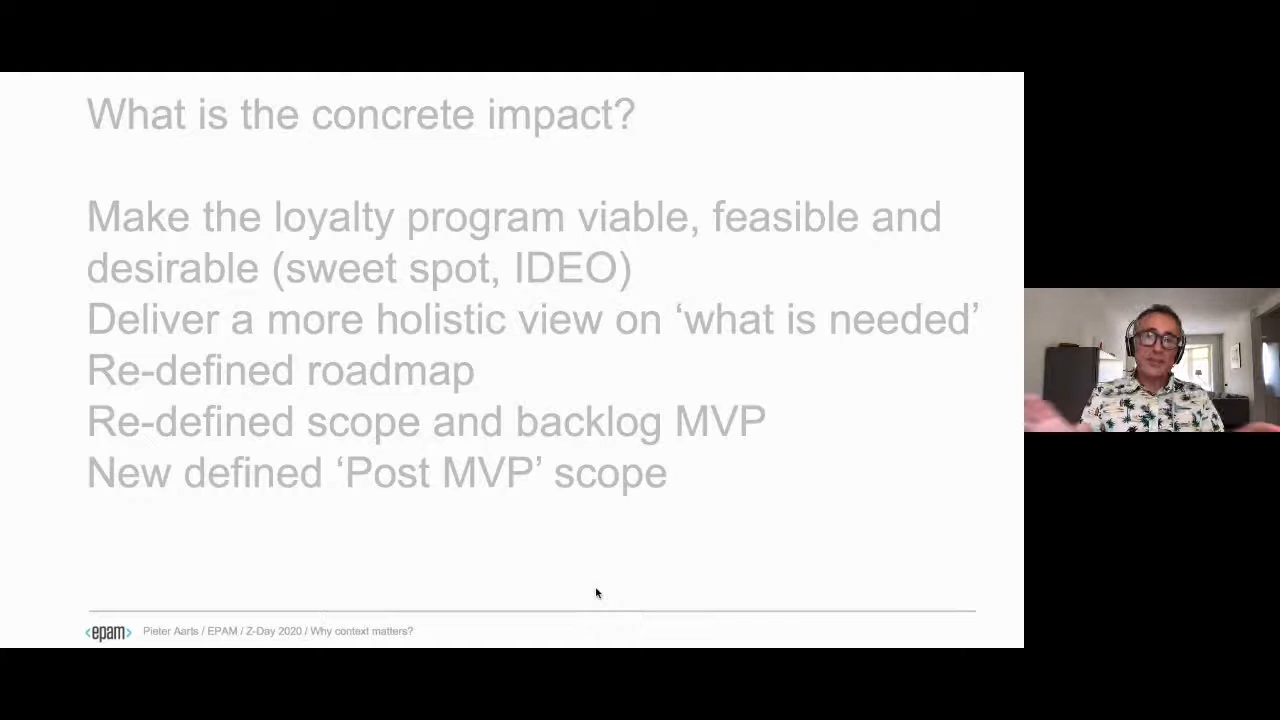 What is the concrete impact?
Make the loyalty program viable, feasible and
desirable (sweet spot, IDEO)
Deliver a more holistic view on ‘what is needed’
Re-defined roadmap
Re-defined scope and backlog MVP
New defined ‘Post MVP’ scope
<epam> Pieter Aarts / EPAM / Z-Day 2020 / Why context matters?